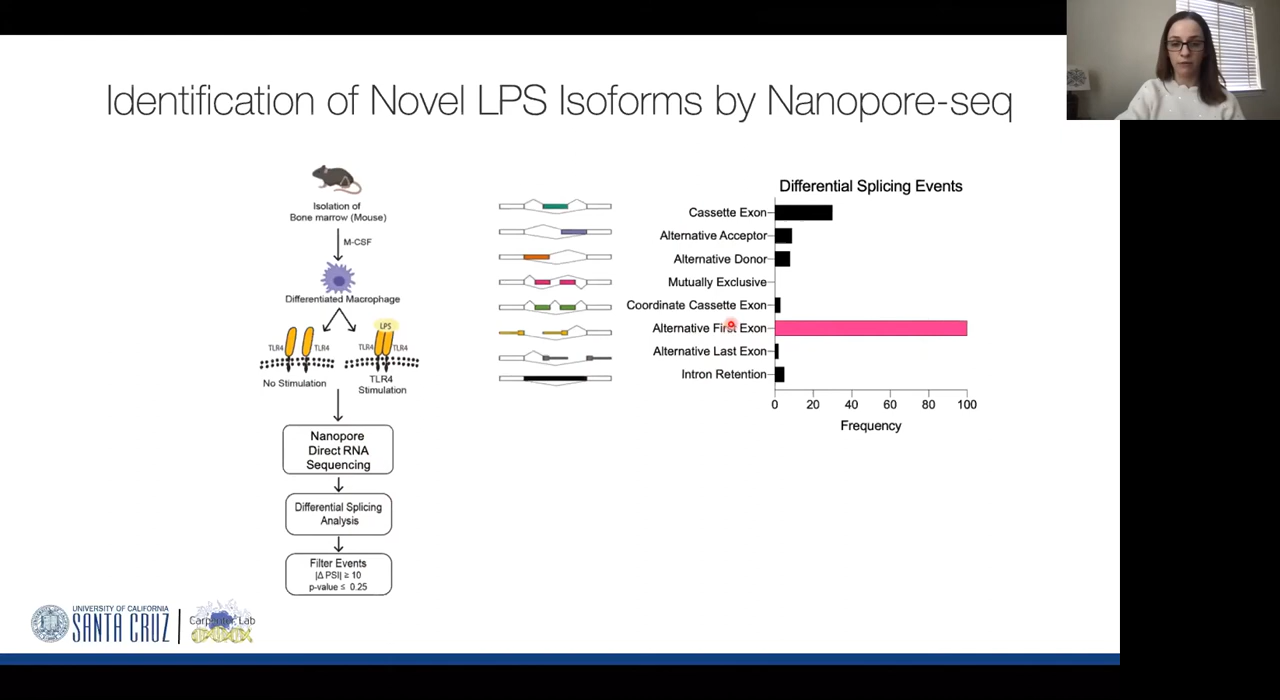 Identification of Novel LPS Isoforms by Nanopore-seq
Isolation of
Bone marrow (Mouse)
M-CSF
Differentiated Macrophage
LPS
TLR4
TLR4
TLR4
TLR4
No Stimulation
TLR4
Stimulation
Nanopore
Direct RNA
Sequencing
Differential Splicing
Analysis
Filter Events
|Δ PSI| ≥ 10
p-value ≤ 0.25
Differential Splicing Events
Cassette Exon
Alternative Acceptor
Alternative Donor
Mutually Exclusive
Coordinate Cassette Exon
Alternative First Exon
Alternative Last Exon
Intron Retention
0 20 40 60 80 100
Frequency
UNIVERSITY OF CALIFORNIA
SANTA CRUZ
Carpenter Lab